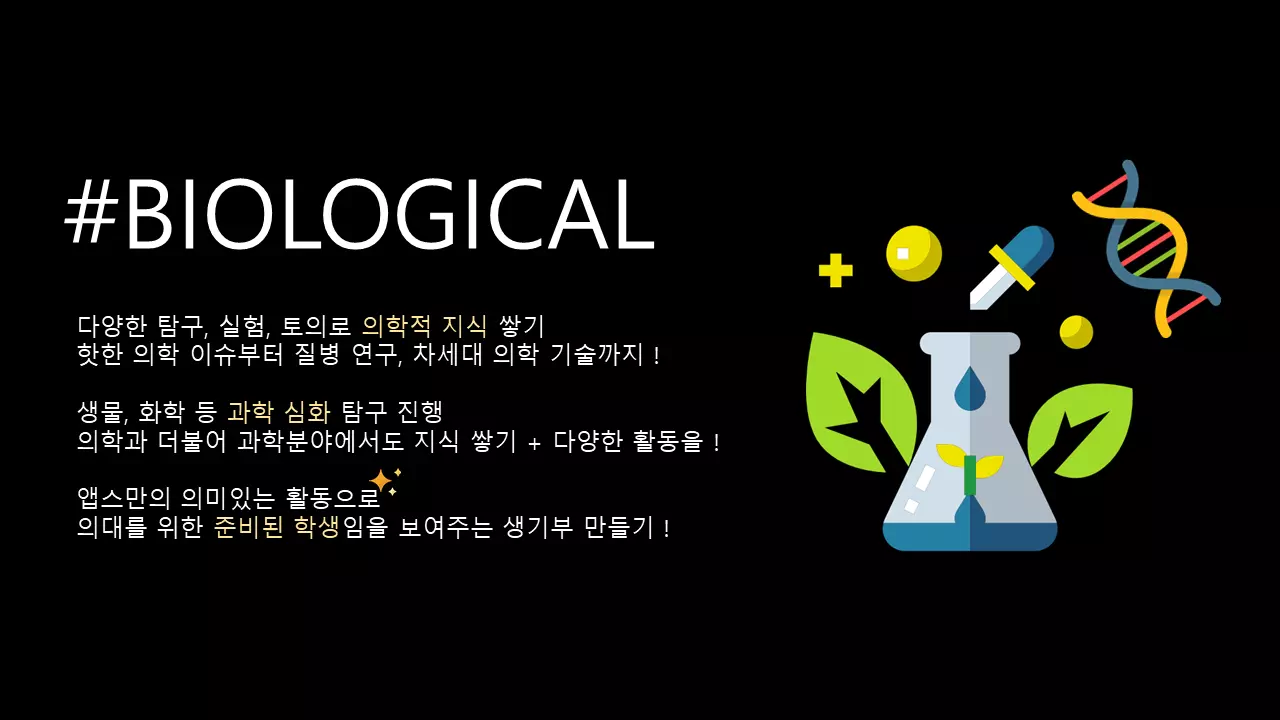 #BIOLOGICAL
다양한 탐구, 실험, 토의로 의학적 지식 쌓기
핫한 의학 이슈부터 질병 연구, 차세대 의학 기술까지 !
생물, 화학 등 과학 심화 탐구 진행
의학과 더불어 과학분야에서도 지식 쌓기 + 다양한 활동을 !
앱스만의 의미있는 활동으로
의대를 위한 준비된 학생임을 보여주는 생기부 만들기 !